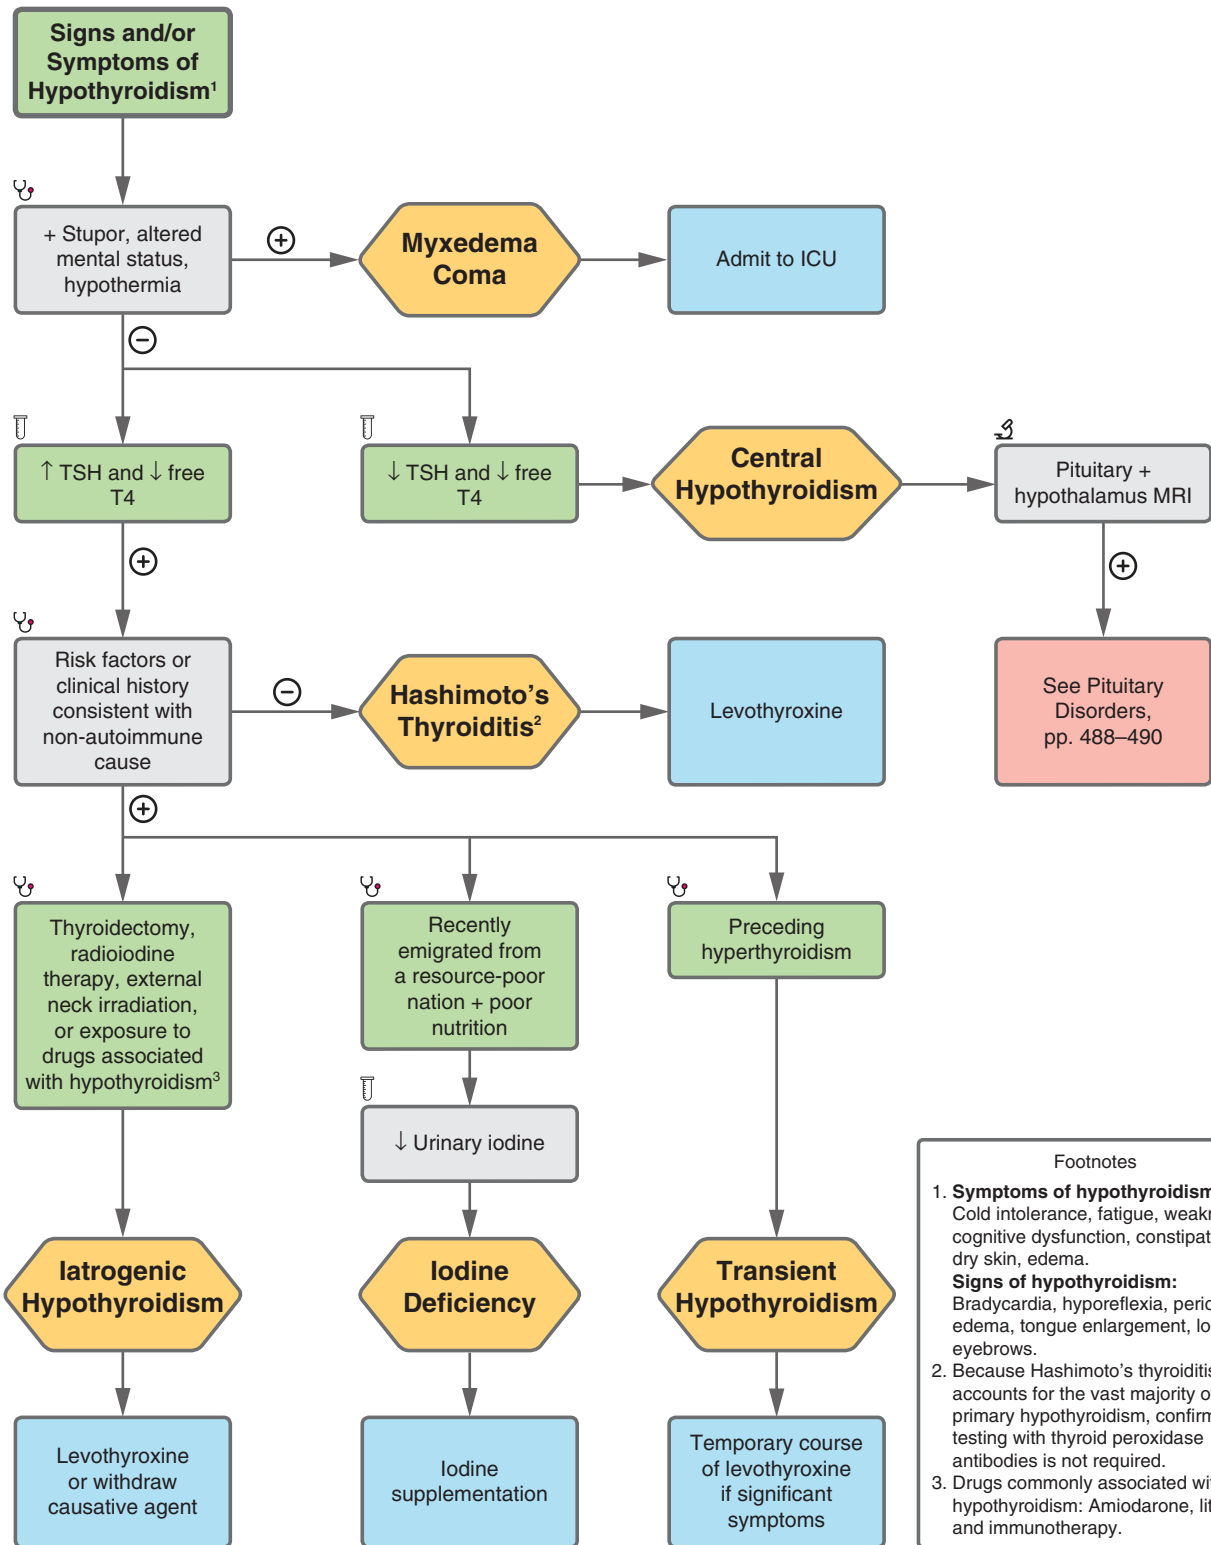 Signs and/or
Symptoms of
Hypothyroidism¹
+ Stupor, altered
mental status,
hypothermia
+
Myxedema
Coma
Admit to ICU
−
↑ TSH and ↓ free
T4
↓ TSH and ↓ free
T4
Central
Hypothyroidism
Pituitary +
hypothalamus MRI
+
+
Risk factors or
clinical history
consistent with
non-autoimmune
cause
−
Hashimoto's
Thyroiditis²
Levothyroxine
See Pituitary
Disorders,
pp. 488–490
+
Thyroidectomy,
radioiodine
therapy, external
neck irradiation,
or exposure to
drugs associated
with hypothyroidism³
Recently
emigrated from
a resource-poor
nation + poor
nutrition
Preceding
hyperthyroidism
↓ Urinary iodine
Iatrogenic
Hypothyroidism
Iodine
Deficiency
Transient
Hypothyroidism
Levothyroxine
or withdraw
causative agent
Iodine
supplementation
Temporary course
of levothyroxine
if significant
symptoms
Footnotes
1. Symptoms of hypothyroidism
Cold intolerance, fatigue,
cognitive dysfunction,
dry skin, edema.
Signs of hypothyroidism:
Bradycardia, hyporeflexia,
edema, tongue enlargement,
eyebrows.
2. Because Hashimoto's thyroiditis
accounts for the vast majority
primary hypothyroidism,
testing with thyroid peroxidase
antibodies is not required.
3. Drugs commonly associated
hypothyroidism: Amiodarone,
and immunotherapy.